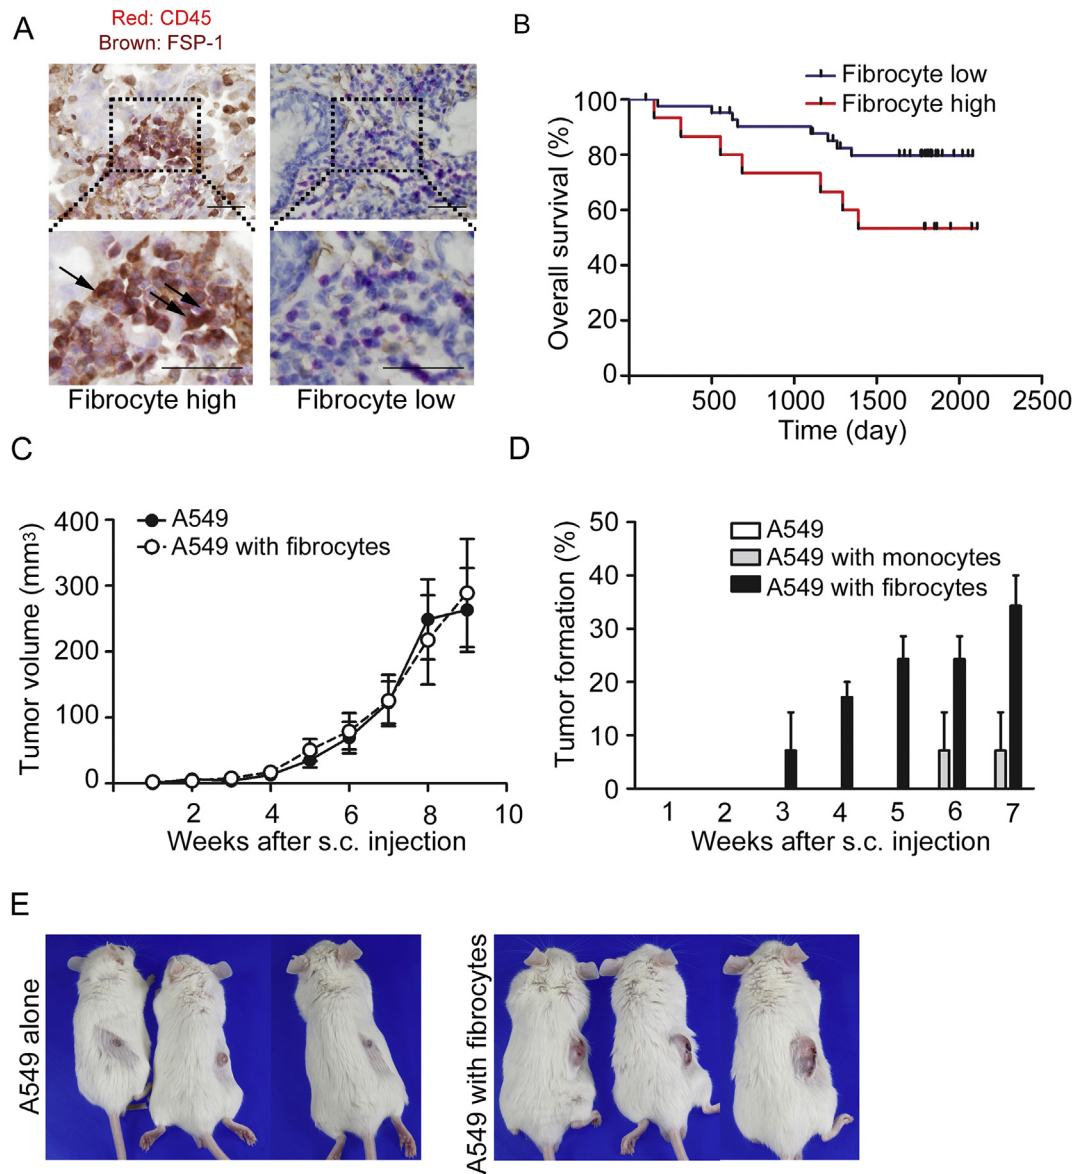 A
Red: CD45
Brown: FSP-1
Fibrocyte high
Fibrocyte low
B
Fibrocyte low
Fibrocyte high
Overall survival (%)
100
80
60
40
20
0
500
1000
1500
2000
2500
Time (day)
C
A549
A549 with fibrocytes
Tumor volume (mm3)
400
300
200
100
0
2
4
6
8
10
Weeks after s.c. injection
D
A549
A549 with monocytes
A549 with fibrocytes
Tumor formation (%)
50
40
30
20
10
0
1
2
3
4
5
6
7
Weeks after s.c. injection
E
A549 alone
A549 with fibrocytes